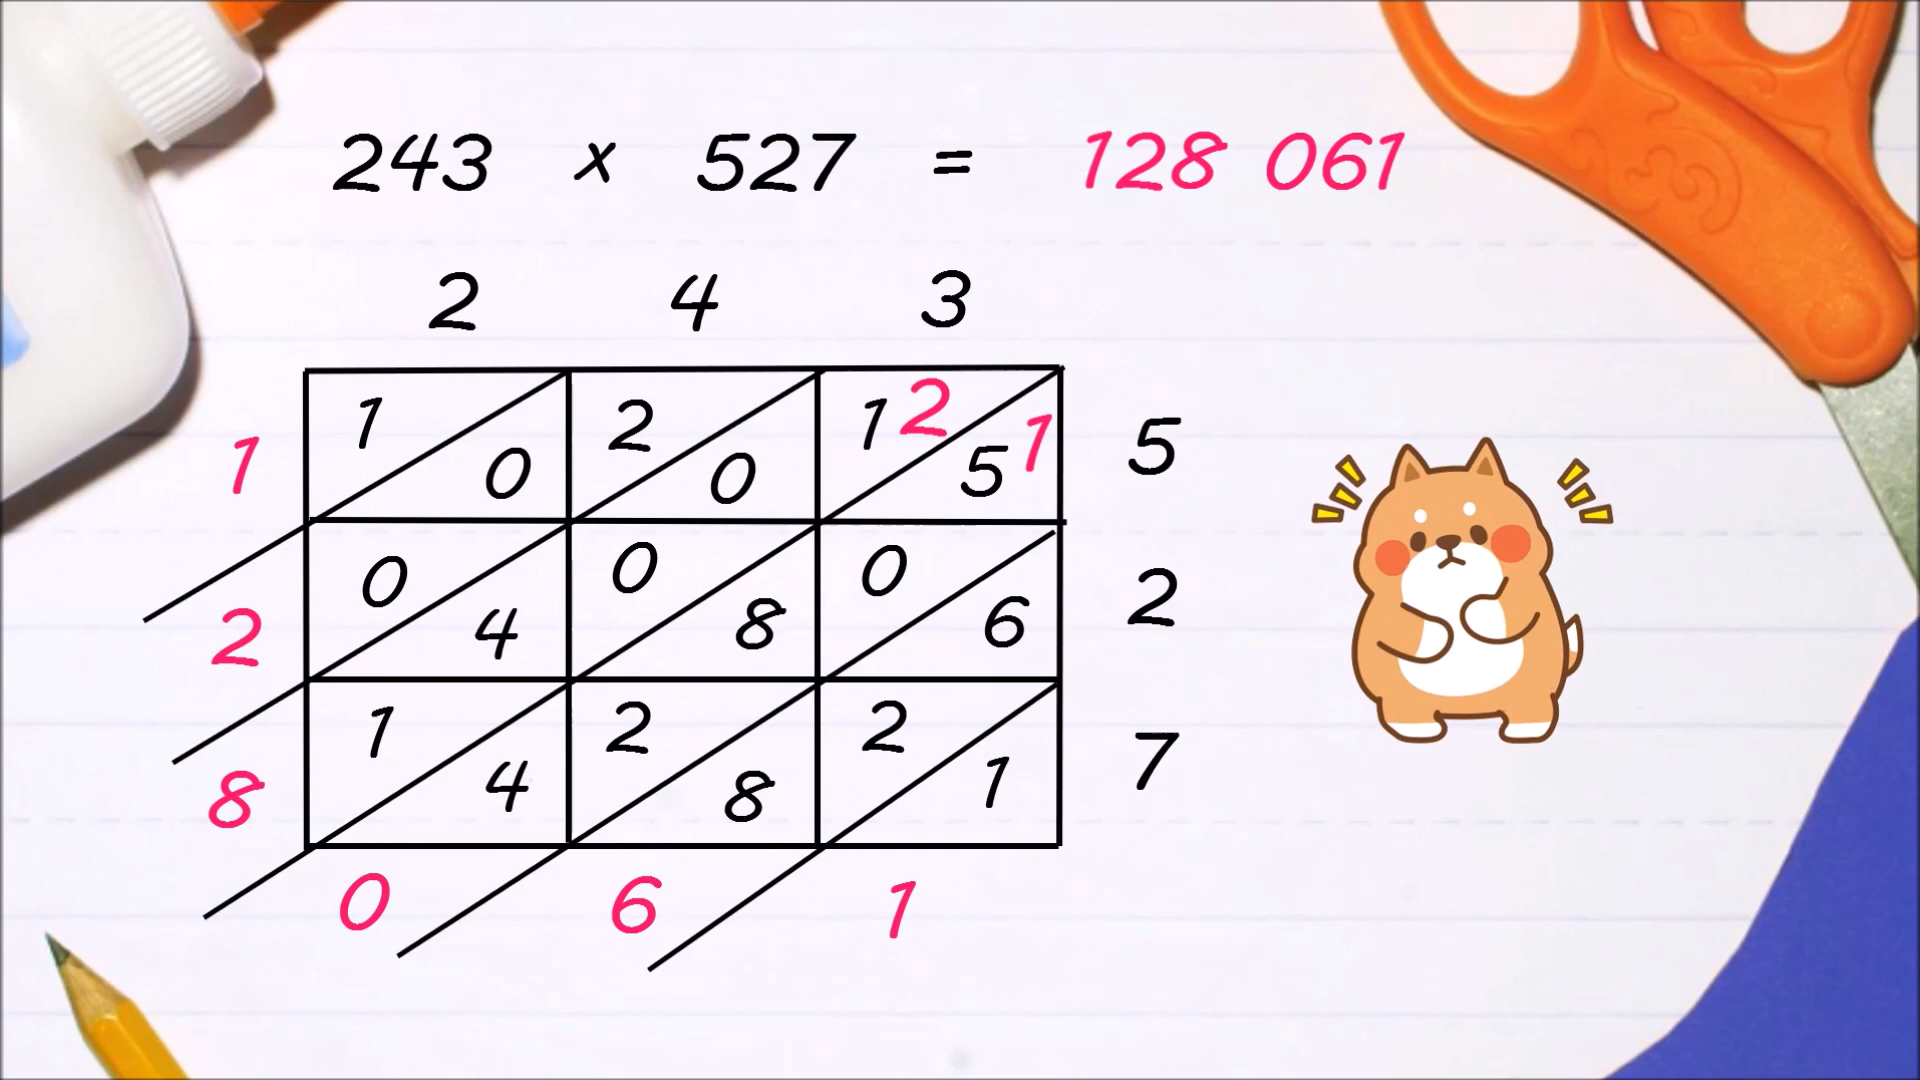 243 x 527 = 128 061
2 4 3
1 2 1 2 1
1 0 0 5 5
0 0 0
2 4 8 6 2
1 2 2
8 4 8 1 7
0 6 1